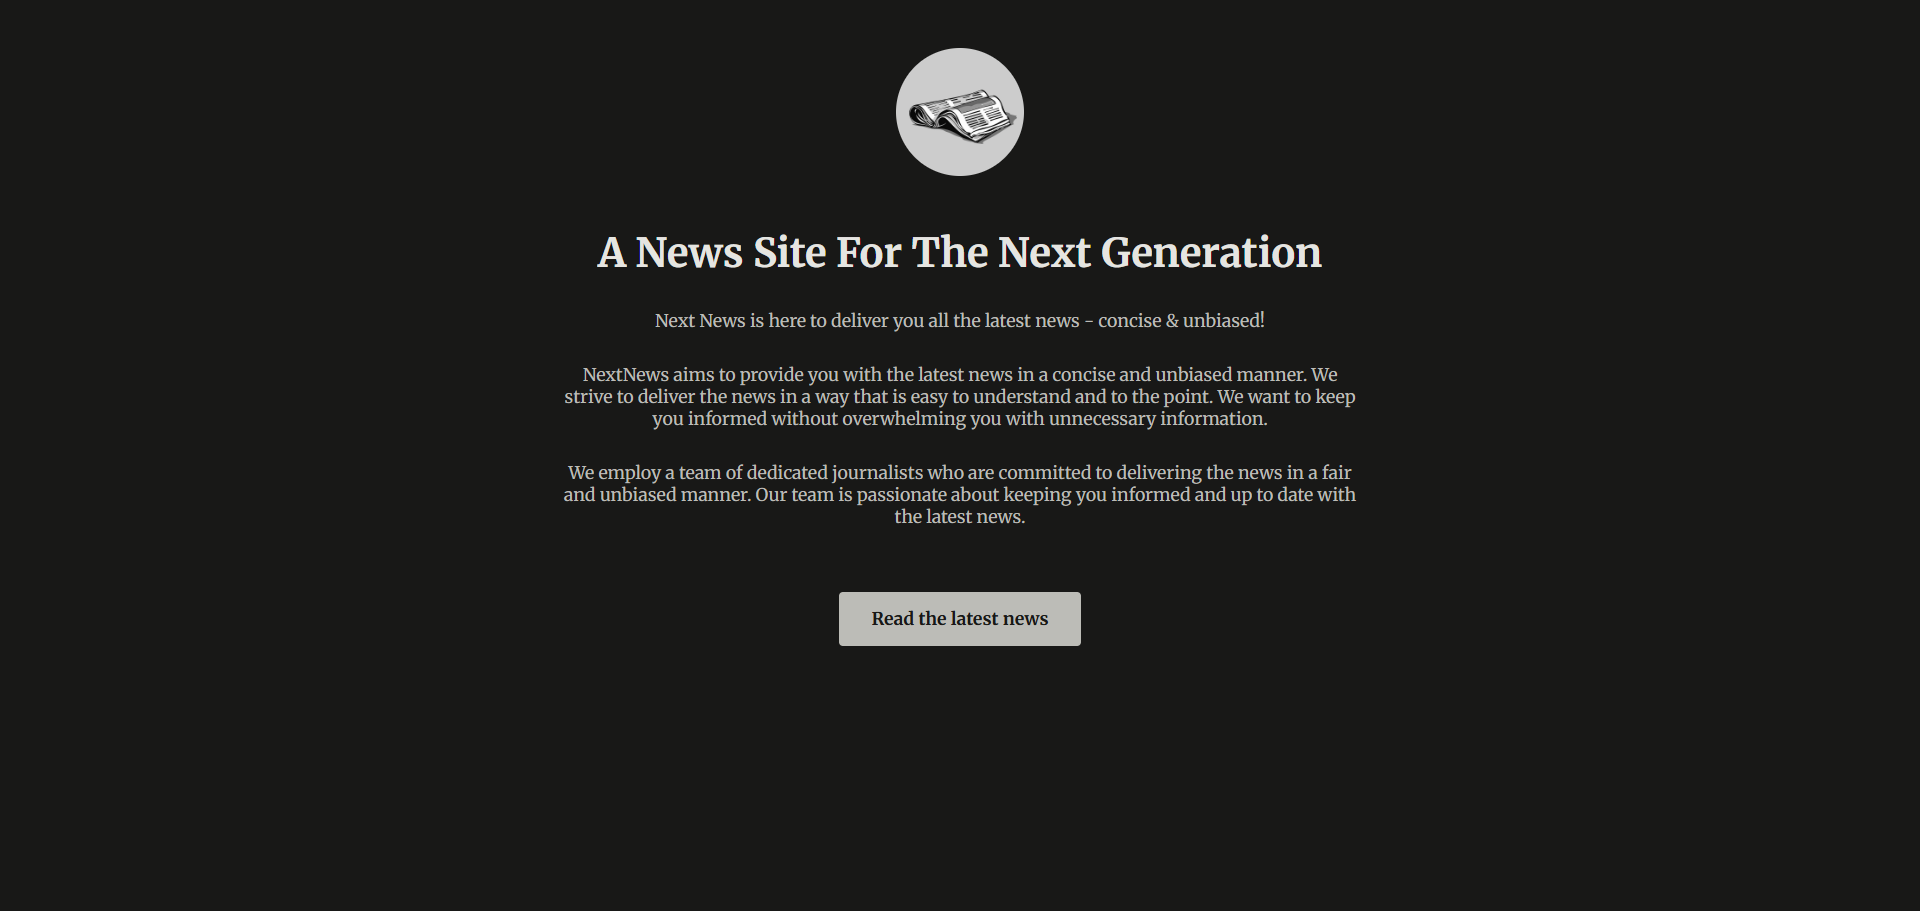 A News Site For The Next Generation
Next News is here to deliver you all the latest news - concise & unbiased!
NextNews aims to provide you with the latest news in a concise and unbiased manner. We
strive to deliver the news in a way that is easy to understand and to the point. We want to keep
you informed without overwhelming you with unnecessary information.
We employ a team of dedicated journalists who are committed to delivering the news in a fair
and unbiased manner. Our team is passionate about keeping you informed and up to date with
the latest news.
Read the latest news